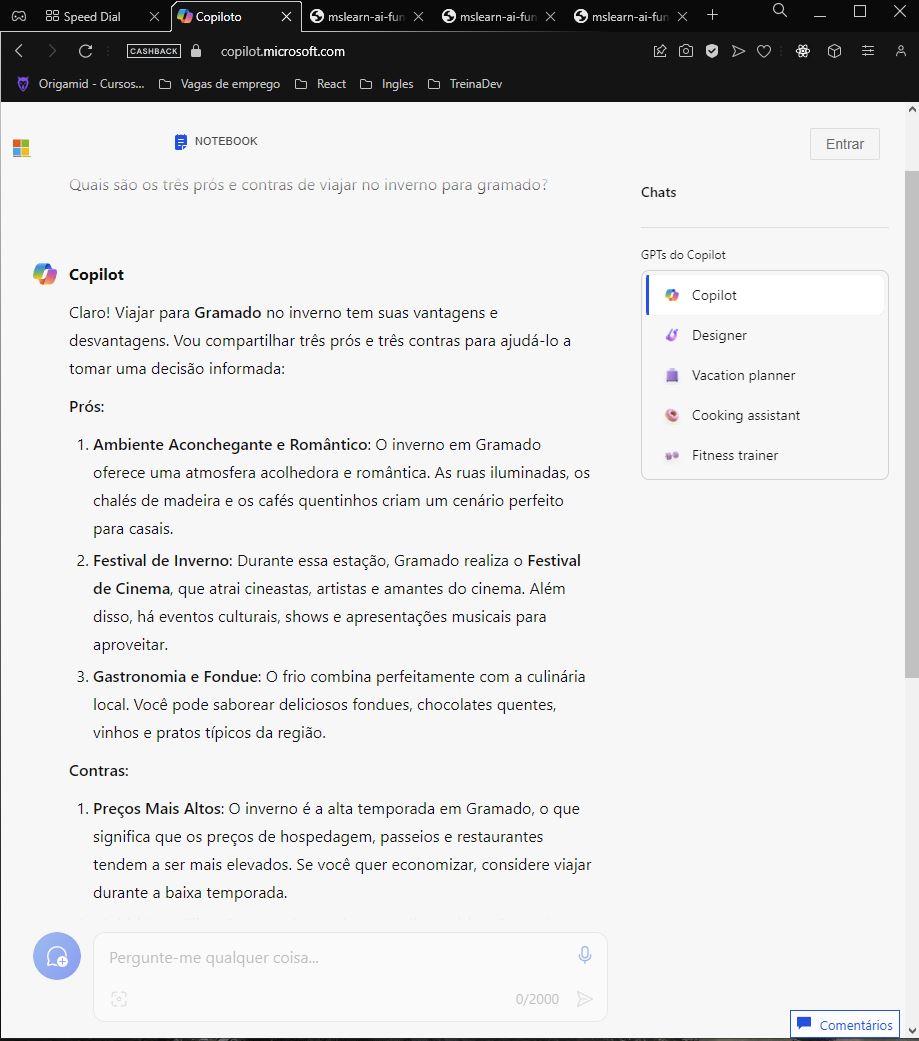 Speed Dial
Copiloto
mslearn-ai-fun
mslearn-ai-fun
mslearn-ai-fun
CASHBACK
copilot.microsoft.com
Origamid - Cursos...
Vagas de emprego
React
Ingles
TreinaDev
NOTEBOOK
Entrar
Quais são os três prós e contras de viajar no inverno para gramado?
Copilot
Claro! Viajar para Gramado no inverno tem suas vantagens e
desvantagens. Vou compartilhar três prós e três contras para ajudá-lo a
tomar uma decisão informada:
Prós:
1. Ambiente Aconchegante e Romântico: O inverno em Gramado
oferece uma atmosfera acolhedora e romântica. As ruas iluminadas, os
chalés de madeira e os cafés quentinhos criam um cenário perfeito
para casais.
2. Festival de Inverno: Durante essa estação, Gramado realiza o Festival
de Cinema, que atrai cineastas, artistas e amantes do cinema. Além
disso, há eventos culturais, shows e apresentações musicais para
aproveitar.
3. Gastronomia e Fondue: O frio combina perfeitamente com a culinária
local. Você pode saborear deliciosos fondues, chocolates quentes,
vinhos e pratos típicos da região.
Contras:
1. Preços Mais Altos: O inverno é a alta temporada em Gramado, o que
significa que os preços de hospedagem, passeios e restaurantes
tendem a ser mais elevados. Se você quer economizar, considere viajar
durante a baixa temporada.
Pergunte-me qualquer coisa...
0/2000
Chats
GPTs do Copilot
Copilot
Designer
Vacation planner
Cooking assistant
Fitness trainer
Comentários